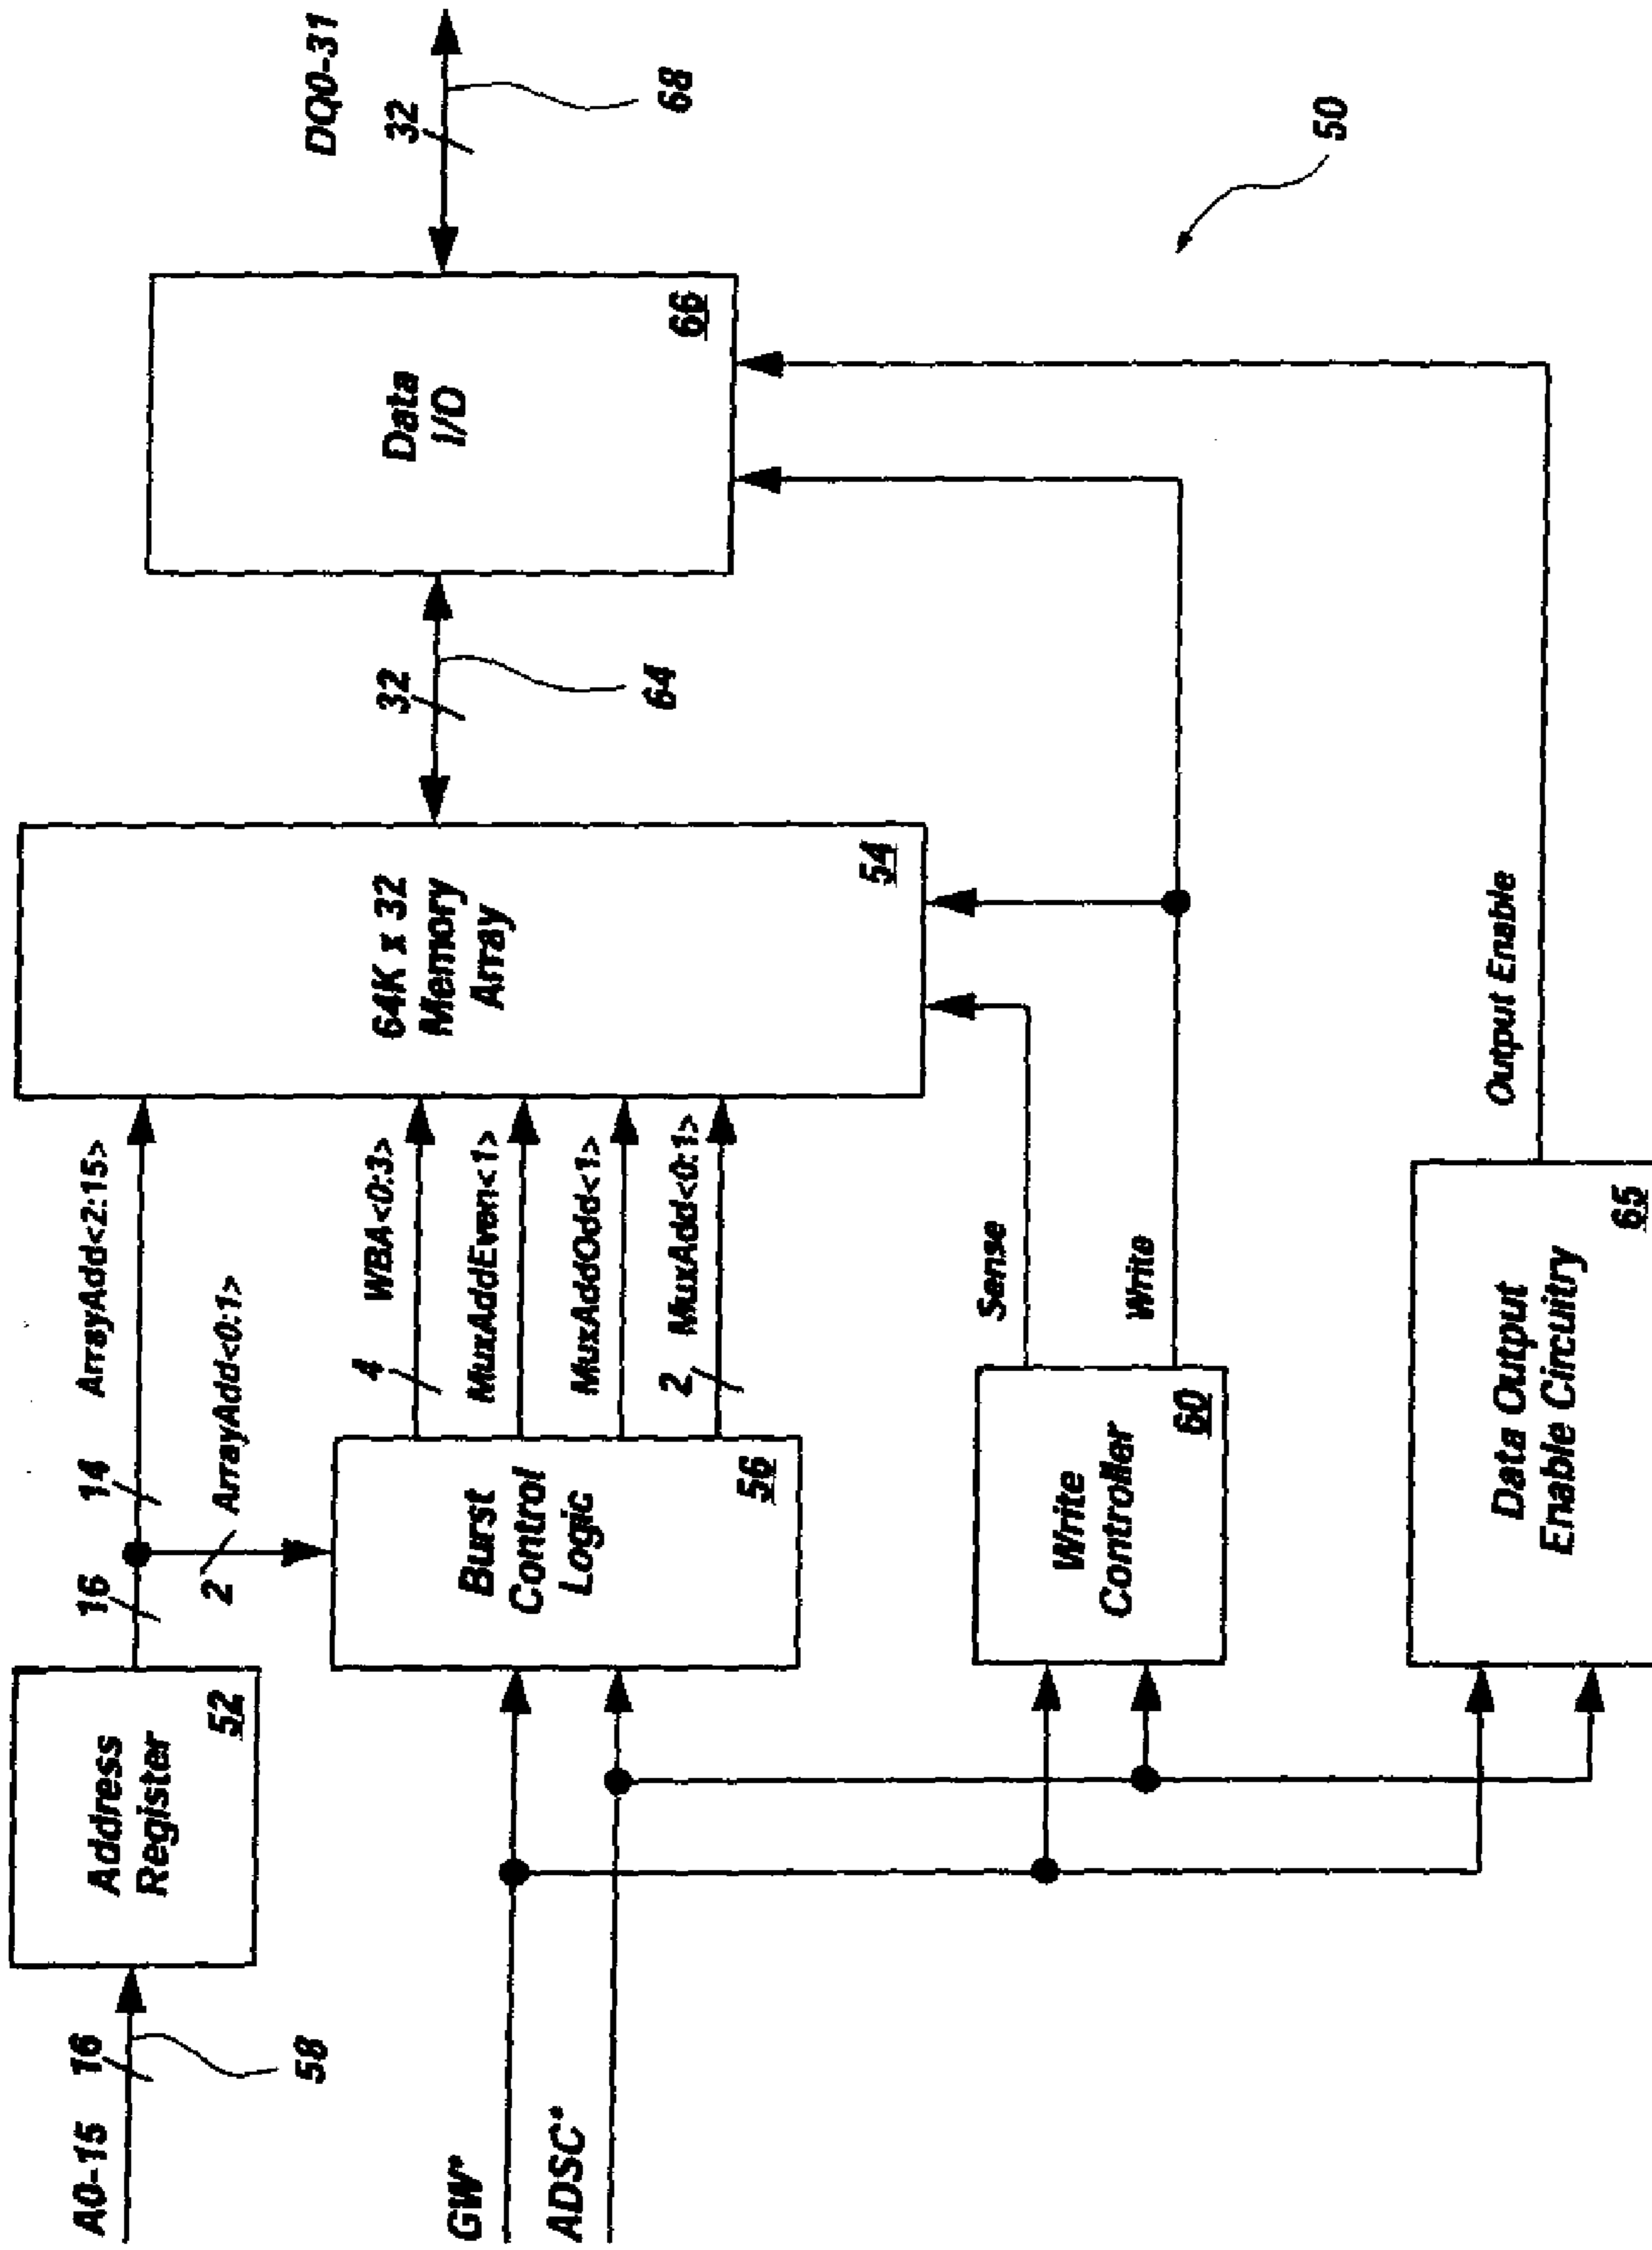 A0-15
16
58
Address
Register
52
16
14
ArrayAdd<2:15>
2
ArrayAdd<0:1>
GW*
ADSC*
Burst
Control
Logic
56
4
WBA<0:3>
MuxAddEven<1>
MuxAddOdd<1>
2
MuxAdd<0:1>
64K x 32
Memory
Array
54
32
64
Data
I/O
66
DQ0-31
32
68
Write
Controller
60
Sense
Write
Data Output
Enable Circuitry
65
Output Enable
50